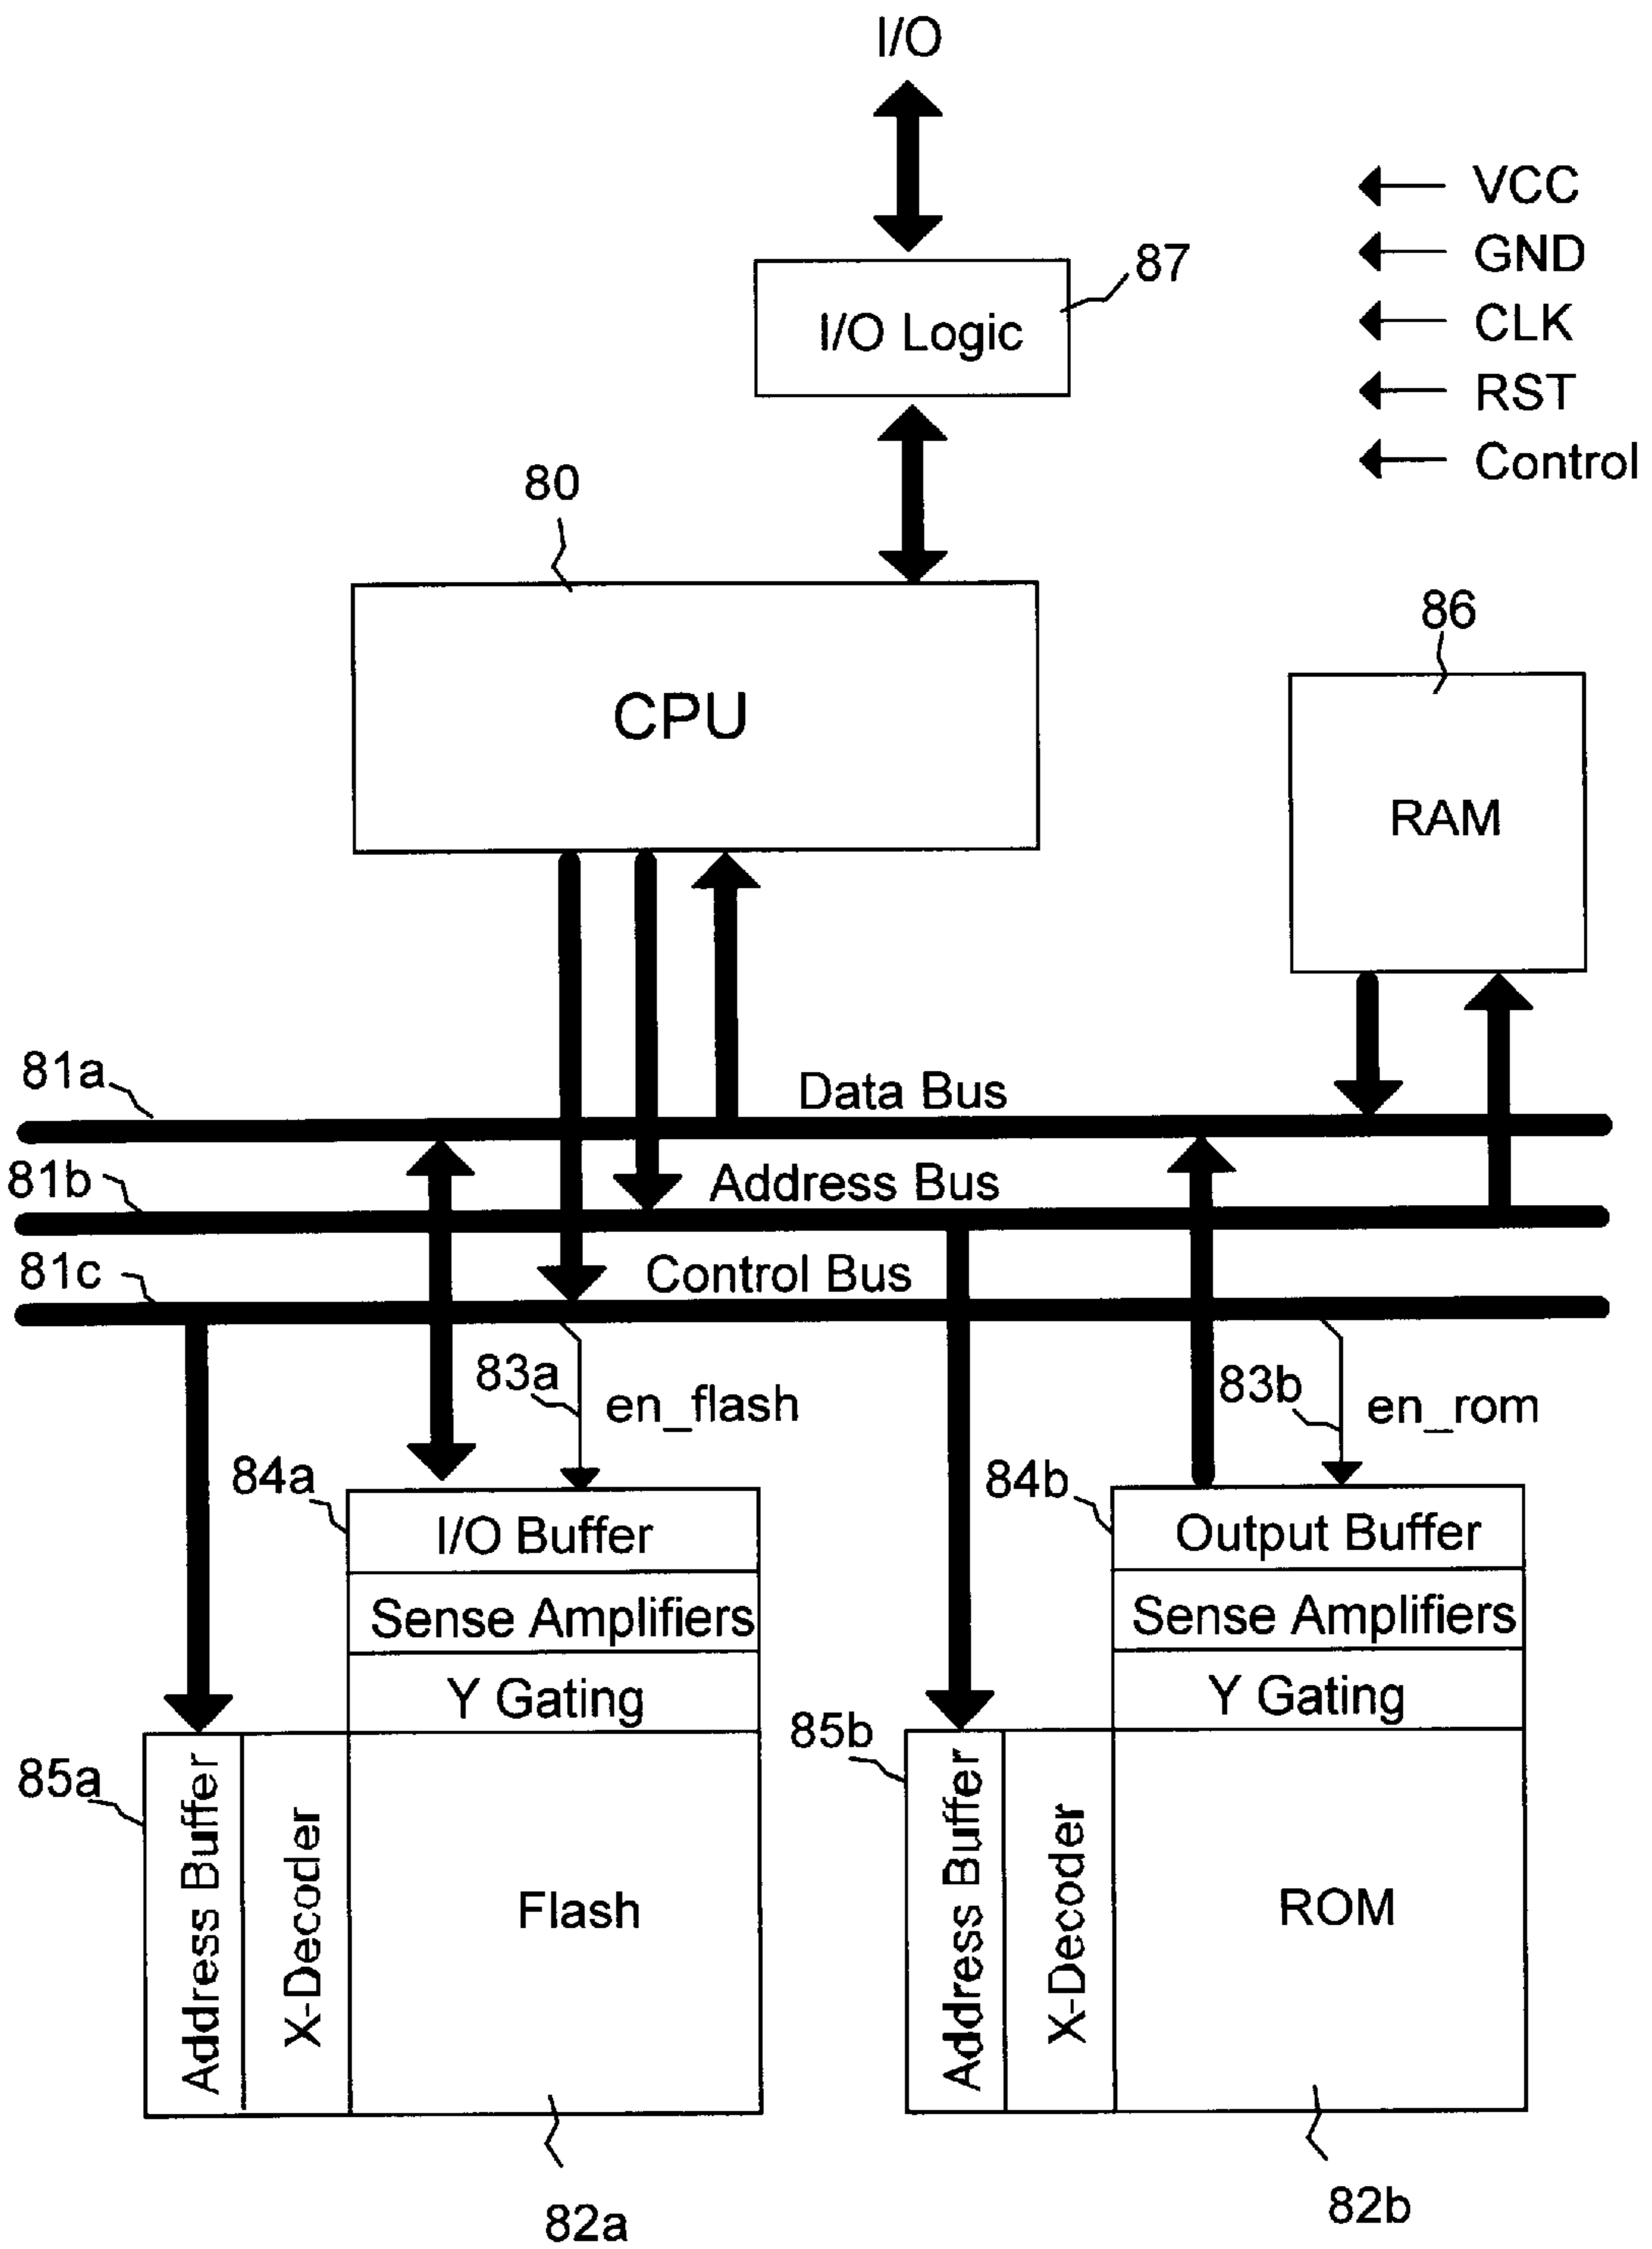 I/O
VCC
GND
CLK
RST
Control
87
I/O Logic
80
CPU
86
RAM
81a
Data Bus
81b
Address Bus
81c
Control Bus
83a
en_flash
83b
en_rom
84a
I/O Buffer
Sense Amplifiers
Y Gating
84b
Output Buffer
Sense Amplifiers
Y Gating
85a
Address Buffer
X-Decoder
Flash
85b
Address Buffer
X-Decoder
ROM
82a
82b